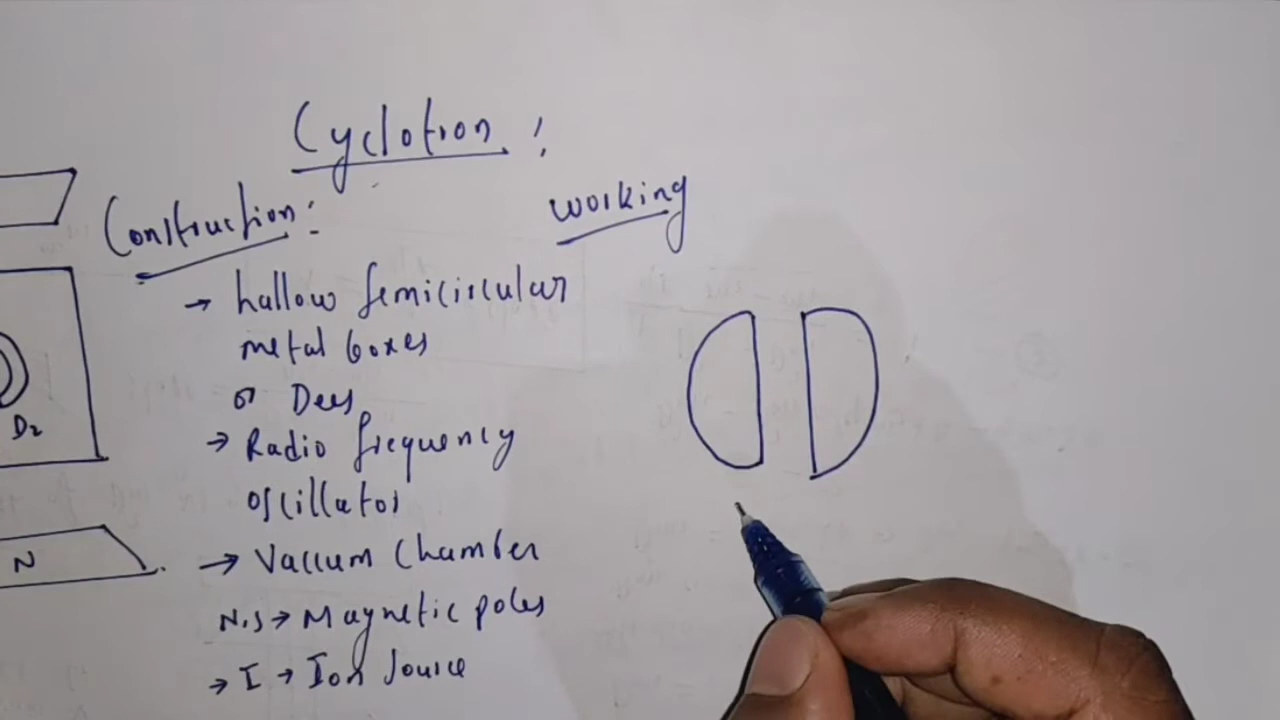 Cyclotron :
Construction :
working
→ hallow semicircular
metal boxes
or Dees
→ Radio frequency
oscillator
→ Vaccum Chamber
N,S → Magnetic poles
→ I → Ion source
D2
N